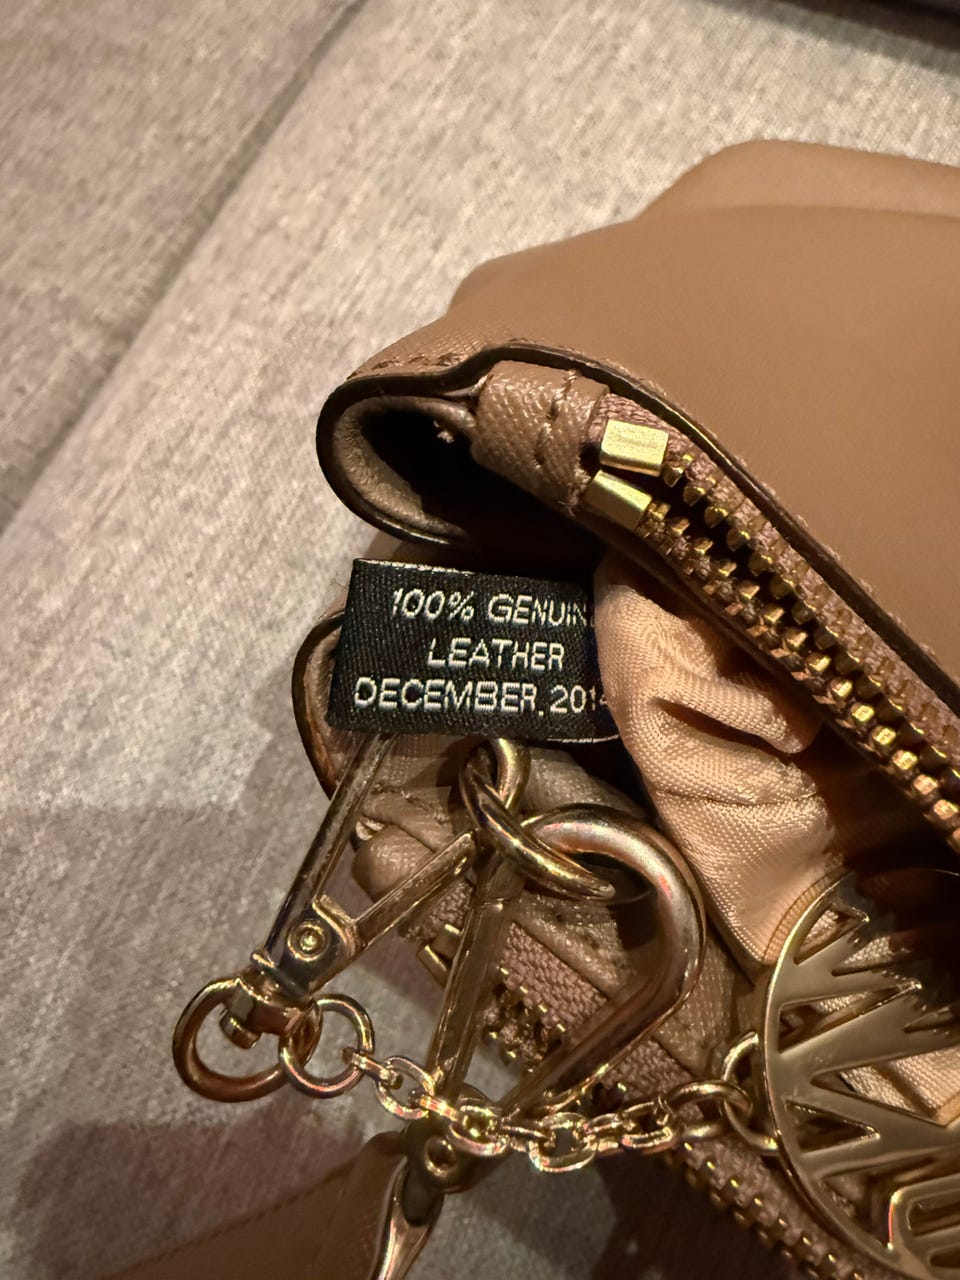 100% GENUIN
LEATHER
DECEMBER. 201